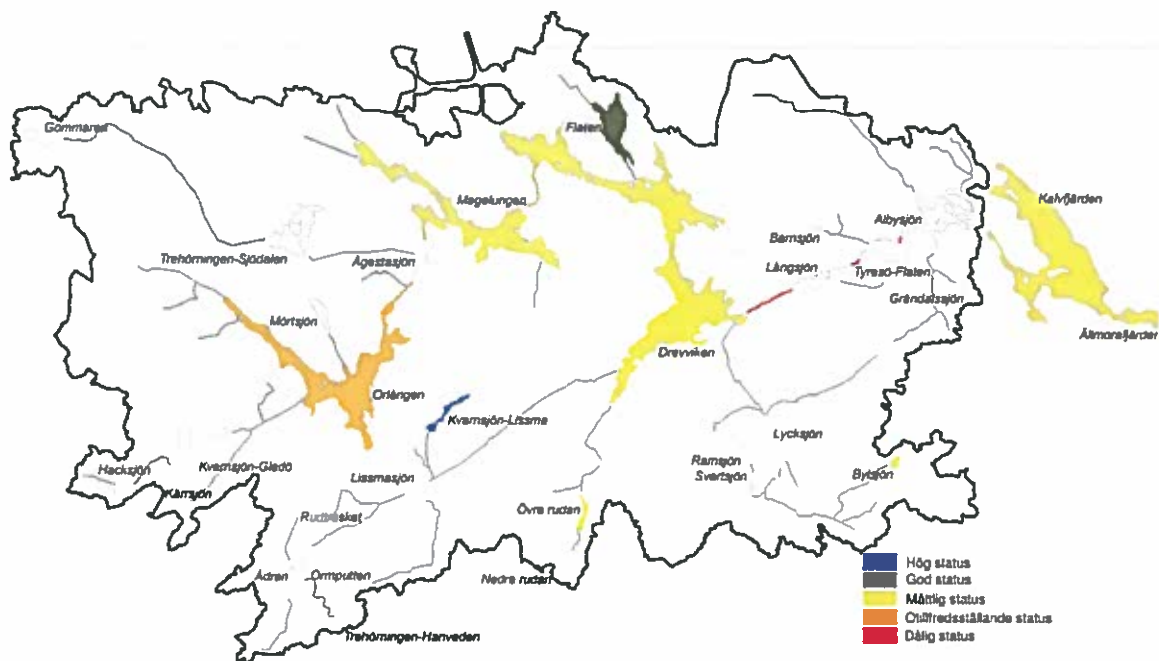 Gömmaren
Flaten
Magelungen
Kalvfjärden
Albysjön
Barnsjön
Trehörningen-Sjödalen
Ågestasjön
Långsjön
Tyresö-Flaten
Grändalssjön
Mörtsjön
Ålmorafjärden
Drevviken
Orlången
Kvarnsjön-Lissma
Lycksjön
Hacksjön
Kvarnsjön-Gladö
Ramsjön
Svartsjön
Lissmasjön
Bylsjön
Kärrsjön
Övre rudan
Rudträsket
Ådran
Ormputten
Nedre rudan
Trehörningen-Hanveden
Hög status
God status
Måttlig status
Otillfredsställande status
Dålig status